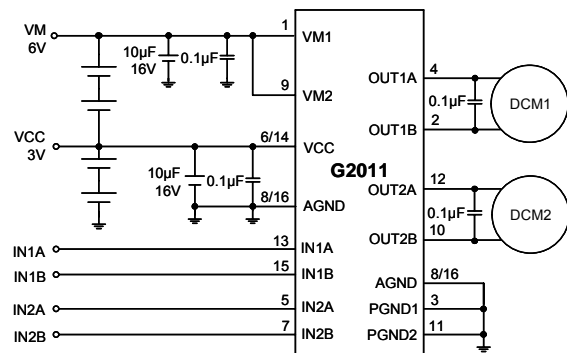 VM
6V
10µF
16V
0.1µF
1
VM1
9
VM2
VCC
3V
6/14
VCC
10µF
16V
0.1µF
8/16
AGND
G2011
IN1A
13
IN1A
IN1B
15
IN1B
IN2A
5
IN2A
IN2B
7
IN2B
4
OUT1A
0.1µF
DCM1
2
OUT1B
12
OUT2A
0.1µF
DCM2
10
OUT2B
8/16
AGND
3
PGND1
11
PGND2